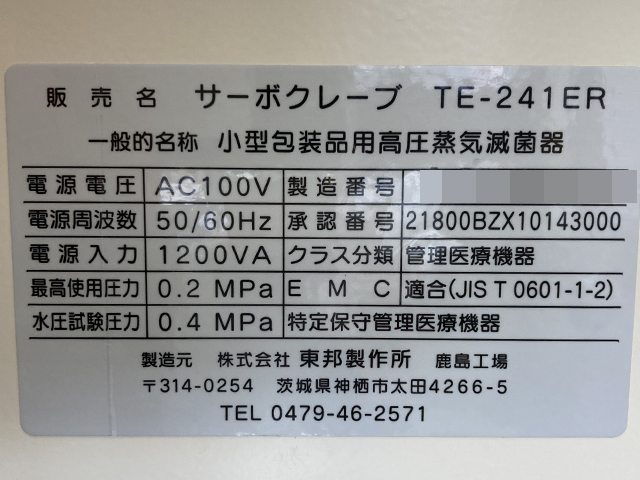 販売名 サーボクレーブ TE-241ER
一般的名称 小型包装品用高圧蒸気滅菌器
電源電圧 AC100V 製造番号
電源周波数 50/60Hz 承認番号 21800BZX10143000
電源入力 1200VA クラス分類 管理医療機器
最高使用圧力 0.2 MPa EMC 適合(JIS T 0601-1-2)
水圧試験圧力 0.4 MPa 特定保守管理医療機器
製造元 株式会社 東邦製作所 鹿島工場
〒314-0254 茨城県神栖市太田4266-5
TEL 0479-46-2571